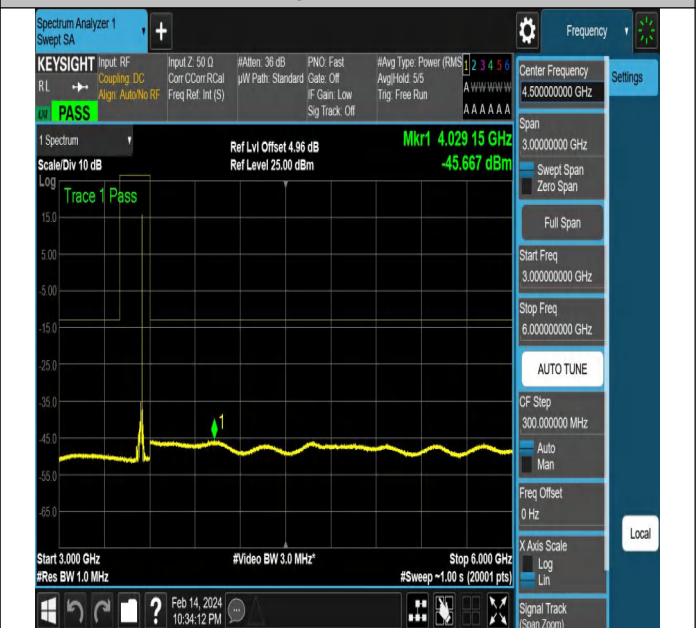 Spectrum Analyzer 1
Swept SA
+
Frequency
KEYSIGHT
RL
PASS
Input: RF
Coupling: DC
Align: Auto/No RF
Input Z: 50 Ω
Corr CCorr RCal
Freq Ref: Int (S)
#Atten: 36 dB
µW Path: Standard
PNO: Fast
Gate: Off
IF Gain: Low
Sig Track: Off
#Avg Type: Power (RMS
Avg|Hold: 5/5
Trig: Free Run
1 2 3 4 5 6
A W W W W W
A A A A A A
1 Spectrum
Scale/Div 10 dB
Ref Lvl Offset 4.96 dB
Ref Level 25.00 dBm
Mkr1 4.029 15 GHz
-45.667 dBm
Log
Trace 1 Pass
15.0
5.00
-5.00
-15.0
-25.0
-35.0
-45.0
-55.0
-65.0
1
Start 3.000 GHz
#Res BW 1.0 MHz
#Video BW 3.0 MHz*
Stop 6.000 GHz
#Sweep ~1.00 s (20001 pts)
?
Feb 14, 2024
10:34:12 PM
Center Frequency
4.500000000 GHz
Settings
Span
3.00000000 GHz
Swept Span
Zero Span
Full Span
Start Freq
3.000000000 GHz
Stop Freq
6.000000000 GHz
AUTO TUNE
CF Step
300.000000 MHz
Auto
Man
Freq Offset
0 Hz
X Axis Scale
Log
Lin
Local
Signal Track
(Span Zoom)